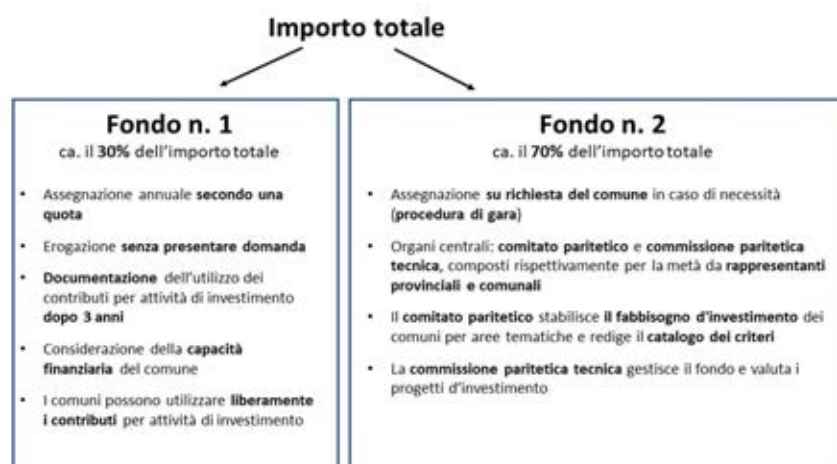 Importo totale
Fondo n. 1
ca. il 30% dell'importo totale
• Assegnazione annuale secondo una
quota
• Erogazione senza presentare domanda
• Documentazione dell'utilizzo dei
contributi per attività di investimento
dopo 3 anni
• Considerazione della capacità
finanziaria del comune
• I comuni possono utilizzare liberamente
i contributi per attività di investimento
Fondo n. 2
ca. il 70% dell'importo totale
• Assegnazione su richiesta del comune in caso di necessità
(procedura di gara)
• Organi centrali: comitato paritetico e commissione paritetica
tecnica, composti rispettivamente per la metà da rappresentanti
provinciali e comunali
• Il comitato paritetico stabilisce il fabbisogno d'investimento dei
comuni per aree tematiche e redige il catalogo dei criteri
• La commissione paritetica tecnica gestisce il fondo e valuta i
progetti d'investimento